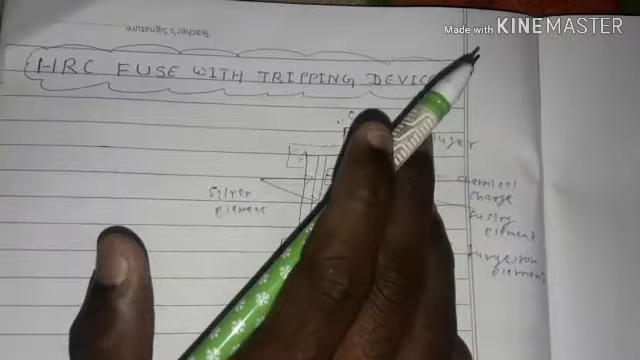 Made with KINEMASTER
Teacher's Signature
HRC FUSE WITH TRIPPING DEVICE
silver
element
chemical
charge
fusing
element
tungsten
element